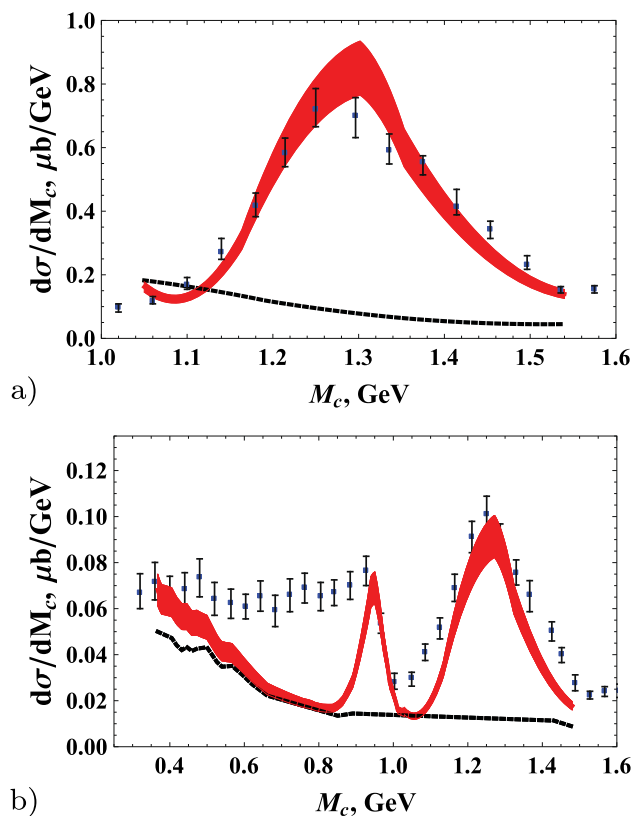 1.0
0.8
0.6
0.4
0.2
0.0
dσ/dM_c, μb/GeV
1.0 1.1 1.2 1.3 1.4 1.5 1.6
a)
M_c, GeV
0.12
0.10
0.08
0.06
0.04
0.02
0.00
dσ/dM_c, μb/GeV
0.4 0.6 0.8 1.0 1.2 1.4 1.6
b)
M_c, GeV